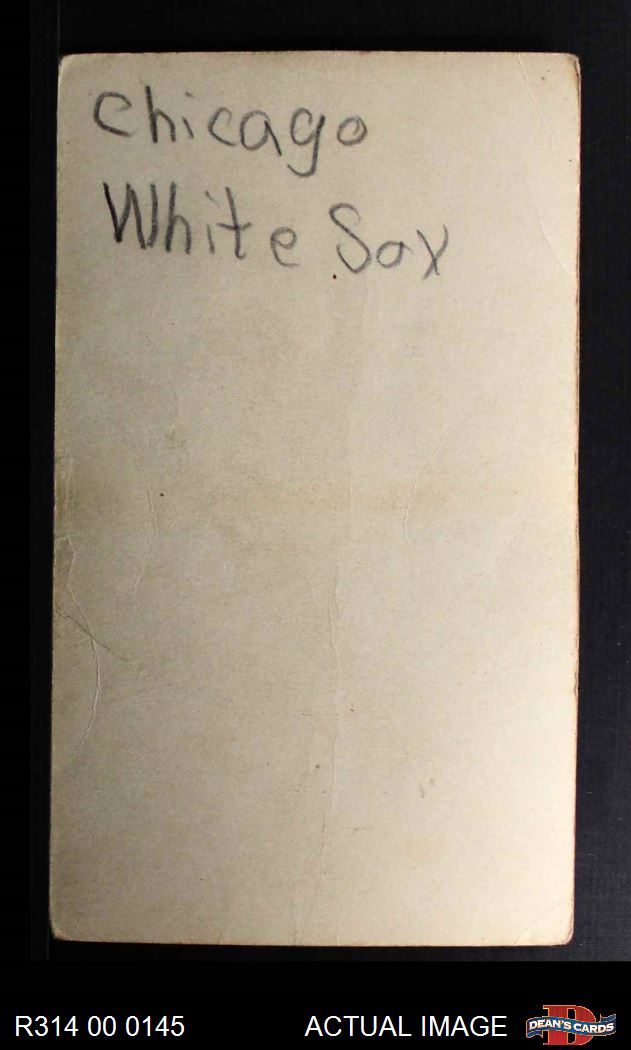 Chicago
White Sox
R314 00 0145
ACTUAL IMAGE
DEAN'S CARDS